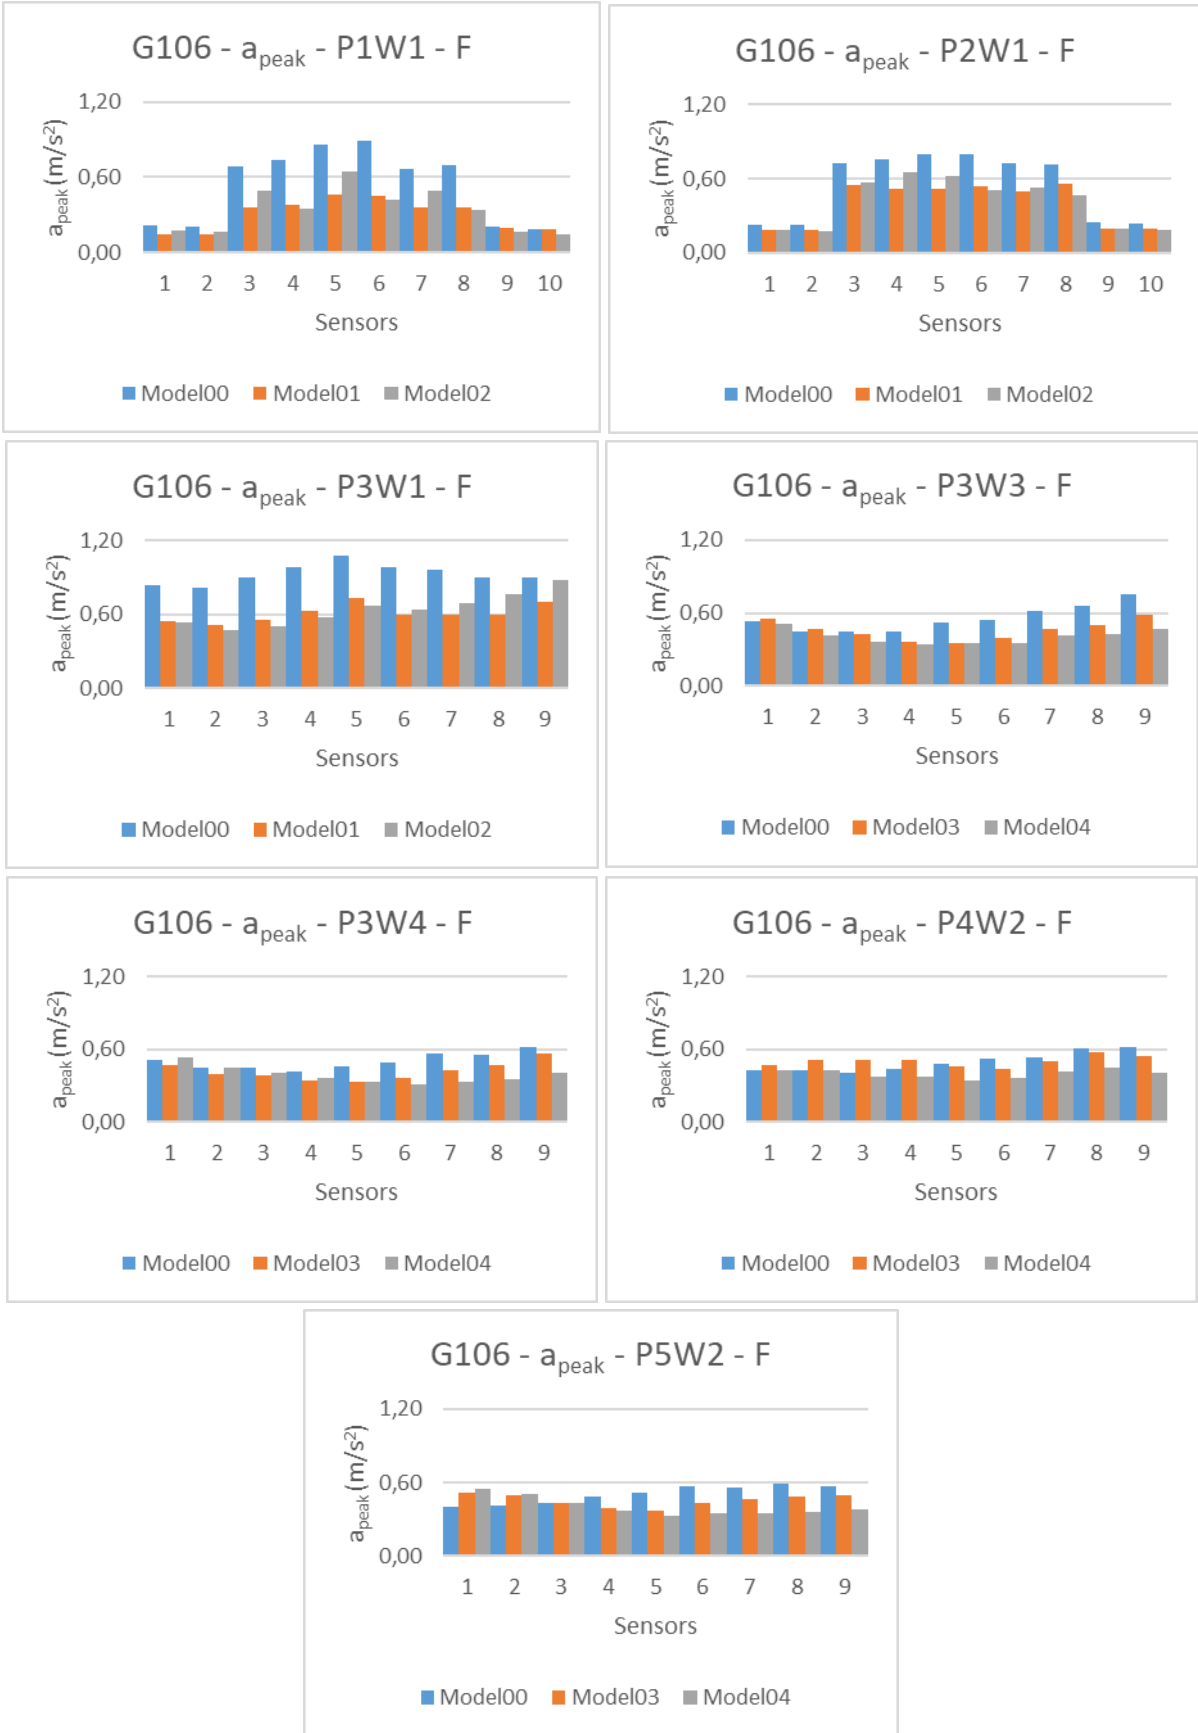 G106 - apeak - P1W1 - F
1,20
0,60
0,00
apeak (m/s²)
1 2 3 4 5 6 7 8 9 10
Sensors
Model00 Model01 Model02
G106 - apeak - P2W1 - F
1,20
0,60
0,00
apeak (m/s²)
1 2 3 4 5 6 7 8 9 10
Sensors
Model00 Model01 Model02
G106 - apeak - P3W1 - F
1,20
0,60
0,00
apeak (m/s²)
1 2 3 4 5 6 7 8 9
Sensors
Model00 Model01 Model02
G106 - apeak - P3W3 - F
1,20
0,60
0,00
apeak (m/s²)
1 2 3 4 5 6 7 8 9
Sensors
Model00 Model03 Model04
G106 - apeak - P3W4 - F
1,20
0,60
0,00
apeak (m/s²)
1 2 3 4 5 6 7 8 9
Sensors
Model00 Model03 Model04
G106 - apeak - P4W2 - F
1,20
0,60
0,00
apeak (m/s²)
1 2 3 4 5 6 7 8 9
Sensors
Model00 Model03 Model04
G106 - apeak - P5W2 - F
1,20
0,60
0,00
apeak (m/s²)
1 2 3 4 5 6 7 8 9
Sensors
Model00 Model03 Model04